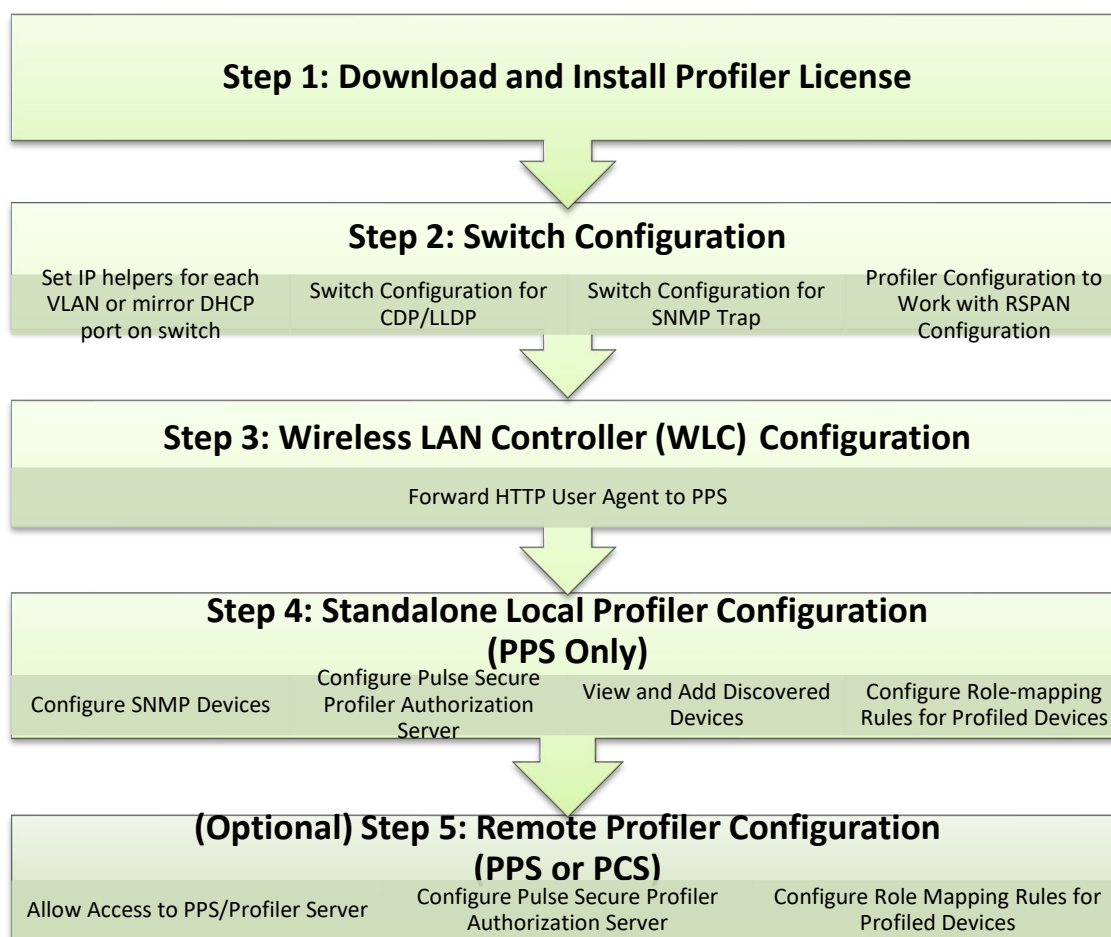 Step 1: Download and Install Profiler License
Step 2: Switch Configuration
Set IP helpers for each
VLAN or mirror DHCP
port on switch
Switch Configuration for
CDP/LLDP
Switch Configuration for
SNMP Trap
Profiler Configuration to
Work with RSPAN
Configuration
Step 3: Wireless LAN Controller (WLC) Configuration
Forward HTTP User Agent to PPS
Step 4: Standalone Local Profiler Configuration
(PPS Only)
Configure SNMP Devices
Configure Pulse Secure
Profiler Authorization
Server
View and Add Discovered
Devices
Configure Role-mapping
Rules for Profiled Devices
(Optional) Step 5: Remote Profiler Configuration
(PPS or PCS)
Allow Access to PPS/Profiler Server
Configure Pulse Secure Profiler
Authorization Server
Configure Role Mapping Rules for
Profiled Devices